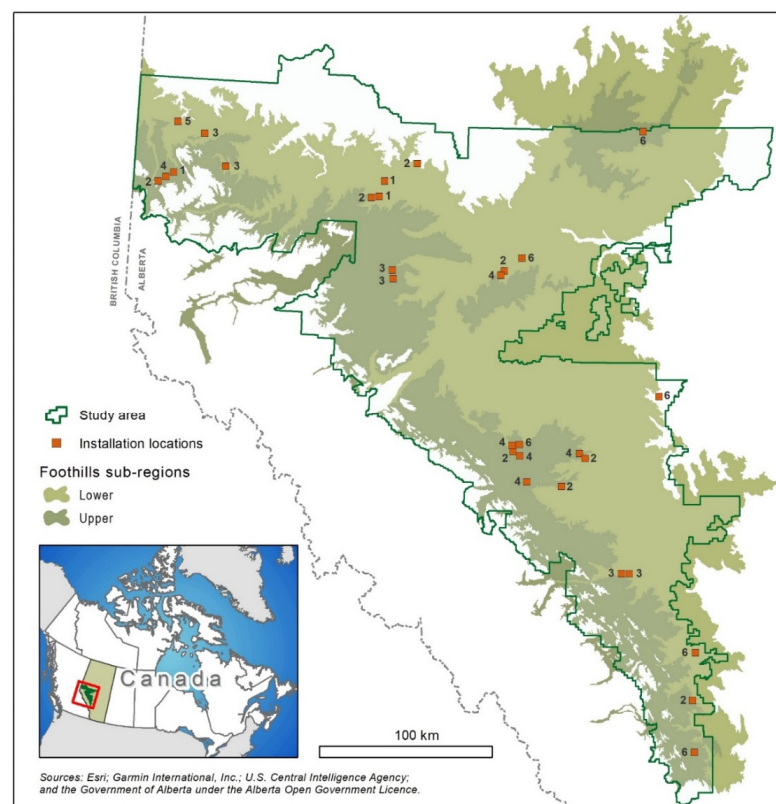 5
3
3
4
1
2
2
1
2
1
6
3
3
2
6
4
6
4
6
2
4
4
2
4
2
3
3
6
2
6
BRITISH COLUMBIA
ALBERTA
Study area
Installation locations
Foothills sub-regions
Lower
Upper
Canada
100 km
Sources: Esri; Garmin International, Inc.; U.S. Central Intelligence Agency;
and the Government of Alberta under the Alberta Open Government Licence.